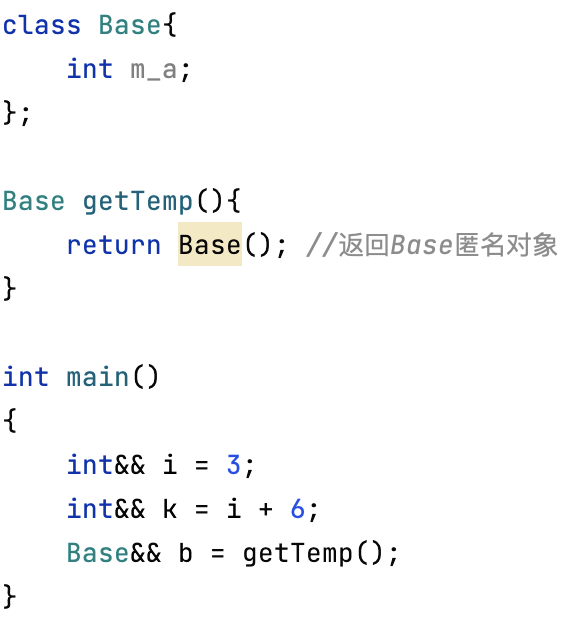 class Base{
    int m_a;
};

Base getTemp(){
    return Base(); //返回Base匿名对象
}

int main()
{
    int&& i = 3;
    int&& k = i + 6;
    Base&& b = getTemp();
}